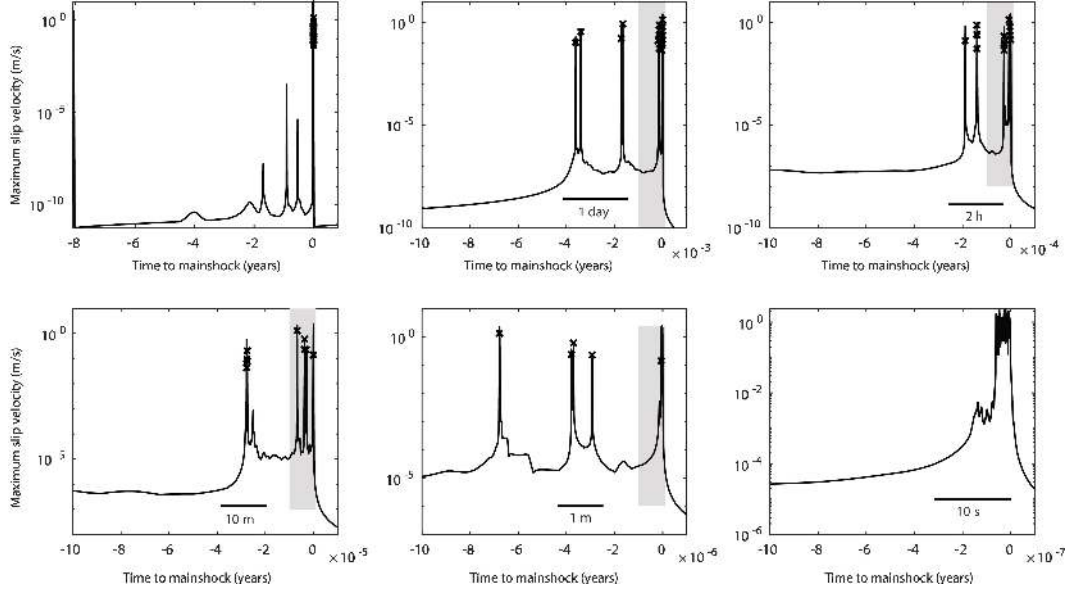 Maximum slip velocity (m/s)
10^0
10^-5
10^-10
-8 -6 -4 -2 0
Time to mainshock (years)
10^0
10^-5
10^-10
1 day
-10 -8 -6 -4 -2 0
×10^-3
Time to mainshock (years)
10^0
10^-5
10^-10
2 h
-10 -8 -6 -4 -2 0
×10^-4
Time to mainshock (years)
Maximum slip velocity (m/s)
10^0
10^-5
10 m
-10 -8 -6 -4 -2 0
×10^-5
Time to mainshock (years)
10^0
10^-5
1 m
-10 -8 -6 -4 -2 0
×10^-6
Time to mainshock (years)
10^0
10^-2
10^-4
10^-6
10 s
-10 -8 -6 -4 -2 0
×10^-7
Time to mainshock (years)